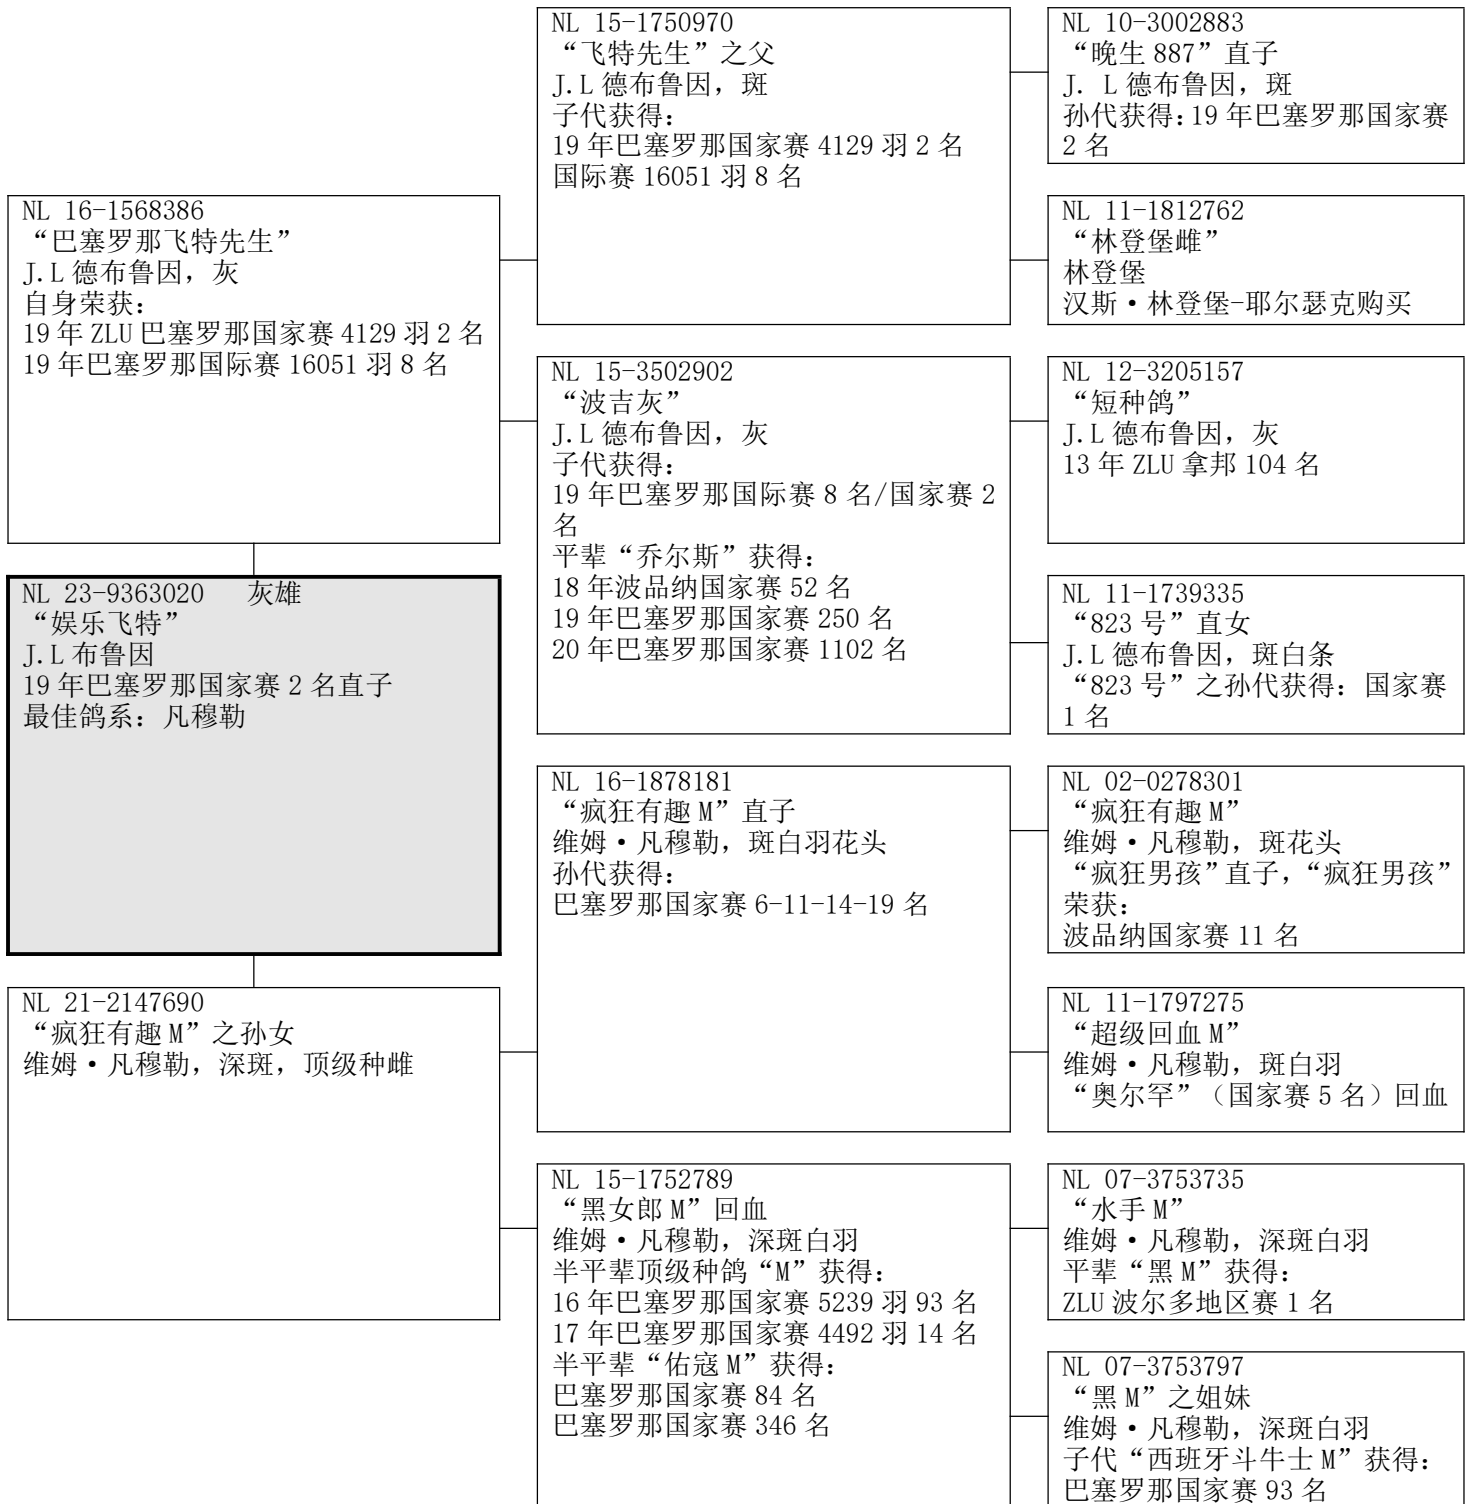 NL 16-1568386
“巴塞罗那飞特先生”
J.L 德布鲁因，灰
自身荣获：
19 年 ZLU 巴塞罗那国家赛 4129 羽 2 名
19 年巴塞罗那国际赛 16051 羽 8 名
NL 23-9363020 灰雄
“娱乐飞特”
J.L 布鲁因
19 年巴塞罗那国家赛 2 名直子
最佳鸽系：凡穆勒
NL 21-2147690
“疯狂有趣 M”之孙女
维姆·凡穆勒，深斑，顶级种雌
NL 15-1750970
“飞特先生”之父
J.L 德布鲁因，斑
子代获得：
19 年巴塞罗那国家赛 4129 羽 2 名
国际赛 16051 羽 8 名
NL 15-3502902
“波吉灰”
J.L 德布鲁因，灰
子代获得：
19 年巴塞罗那国际赛 8 名/国家赛 2
名
平辈“乔尔斯”获得：
18 年波品纳国家赛 52 名
19 年巴塞罗那国家赛 250 名
20 年巴塞罗那国家赛 1102 名
NL 16-1878181
“疯狂有趣 M”直子
维姆·凡穆勒，斑白羽花头
孙代获得：
巴塞罗那国家赛 6-11-14-19 名
NL 15-1752789
“黑女郎 M”回血
维姆·凡穆勒，深斑白羽
半平辈顶级种鸽“M”获得：
16 年巴塞罗那国家赛 5239 羽 93 名
17 年巴塞罗那国家赛 4492 羽 14 名
半平辈“佑寇 M”获得：
巴塞罗那国家赛 84 名
巴塞罗那国家赛 346 名
NL 10-3002883
“晚生 887”直子
J. L 德布鲁因，斑
孙代获得：19 年巴塞罗那国家赛
2 名
NL 11-1812762
“林登堡雌”
林登堡
汉斯·林登堡-耶尔瑟克购买
NL 12-3205157
“短种鸽”
J.L 德布鲁因，灰
13 年 ZLU 拿邦 104 名
NL 11-1739335
“823 号”直女
J.L 德布鲁因，斑白条
“823 号”之孙代获得：国家赛
1 名
NL 02-0278301
“疯狂有趣 M”
维姆·凡穆勒，斑花头
“疯狂男孩”直子，“疯狂男孩”
荣获：
波品纳国家赛 11 名
NL 11-1797275
“超级回血 M”
维姆·凡穆勒，斑白羽
“奥尔罕”（国家赛 5 名）回血
NL 07-3753735
“水手 M”
维姆·凡穆勒，深斑白羽
平辈“黑 M”获得：
ZLU 波尔多地区赛 1 名
NL 07-3753797
“黑 M”之姐妹
维姆·凡穆勒，深斑白羽
子代“西班牙斗牛士 M”获得：
巴塞罗那国家赛 93 名